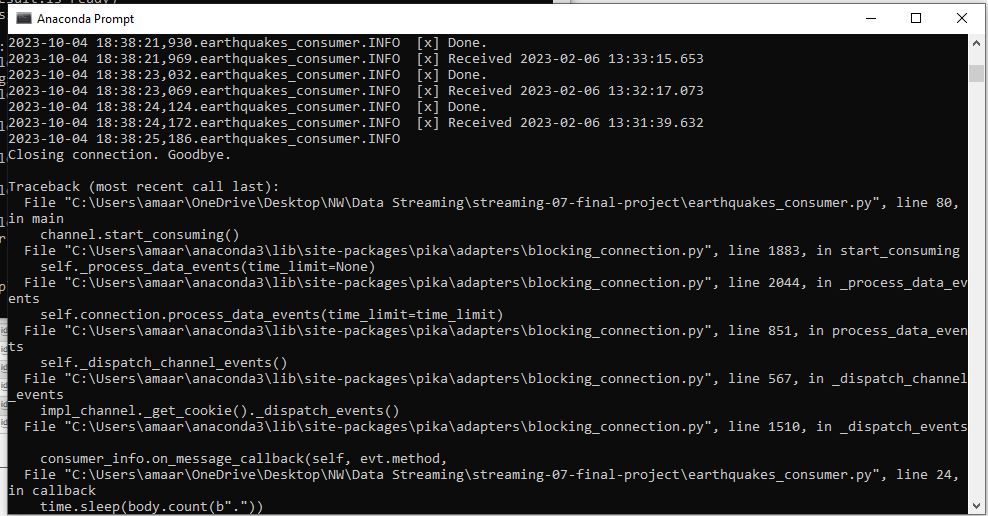 Anaconda Prompt
2023-10-04 18:38:21,930.earthquakes_consumer.INFO  [x] Done.
2023-10-04 18:38:21,969.earthquakes_consumer.INFO  [x] Received 2023-02-06 13:33:15.653
2023-10-04 18:38:23,032.earthquakes_consumer.INFO  [x] Done.
2023-10-04 18:38:23,069.earthquakes_consumer.INFO  [x] Received 2023-02-06 13:32:17.073
2023-10-04 18:38:24,124.earthquakes_consumer.INFO  [x] Done.
2023-10-04 18:38:24,172.earthquakes_consumer.INFO  [x] Received 2023-02-06 13:31:39.632
2023-10-04 18:38:25,186.earthquakes_consumer.INFO
Closing connection. Goodbye.
Traceback (most recent call last):
  File "C:\Users\amaar\OneDrive\Desktop\NW\Data Streaming\streaming-07-final-project\earthquakes_consumer.py", line 80,
in main
    channel.start_consuming()
  File "C:\Users\amaar\anaconda3\lib\site-packages\pika\adapters\blocking_connection.py", line 1883, in start_consuming
    self._process_data_events(time_limit=None)
  File "C:\Users\amaar\anaconda3\lib\site-packages\pika\adapters\blocking_connection.py", line 2044, in _process_data_ev
ents
    self.connection.process_data_events(time_limit=time_limit)
  File "C:\Users\amaar\anaconda3\lib\site-packages\pika\adapters\blocking_connection.py", line 851, in process_data_even
ts
    self._dispatch_channel_events()
  File "C:\Users\amaar\anaconda3\lib\site-packages\pika\adapters\blocking_connection.py", line 567, in _dispatch_channel
_events
    impl_channel._get_cookie()._dispatch_events()
  File "C:\Users\amaar\anaconda3\lib\site-packages\pika\adapters\blocking_connection.py", line 1510, in _dispatch_events
    consumer_info.on_message_callback(self, evt.method,
  File "C:\Users\amaar\OneDrive\Desktop\NW\Data Streaming\streaming-07-final-project\earthquakes_consumer.py", line 24,
in callback
    time.sleep(body.count(b"."))